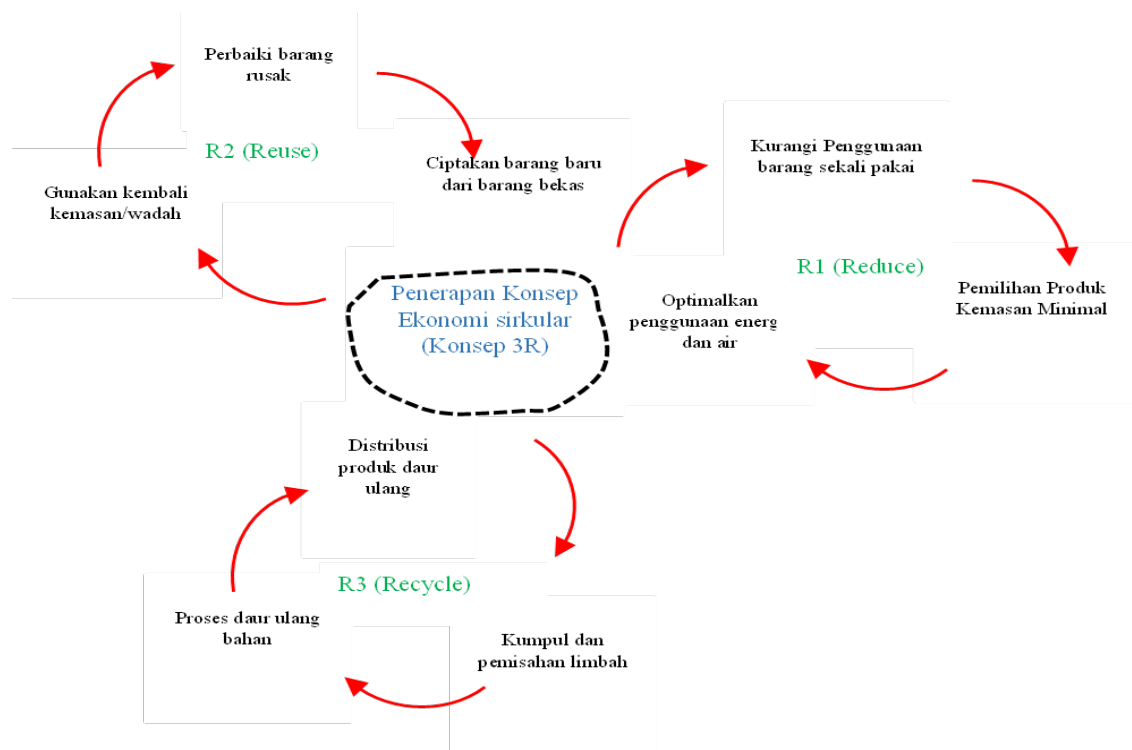 Perbaiki barang
rusak
R2 (Reuse)
Gunakan kembali
kemasan/wadah
Ciptakan barang baru
dari barang bekas
Kurangi Penggunaan
barang sekali pakai
R1 (Reduce)
Pemilihan Produk
Kemasan Minimal
Optimalkan
penggunaan energ
dan air
Penerapan Konsep
Ekonomi sirkular
(Konsep 3R)
Distribusi
produk daur
ulang
R3 (Recycle)
Proses daur ulang
bahan
Kumpul dan
pemisahan limbah